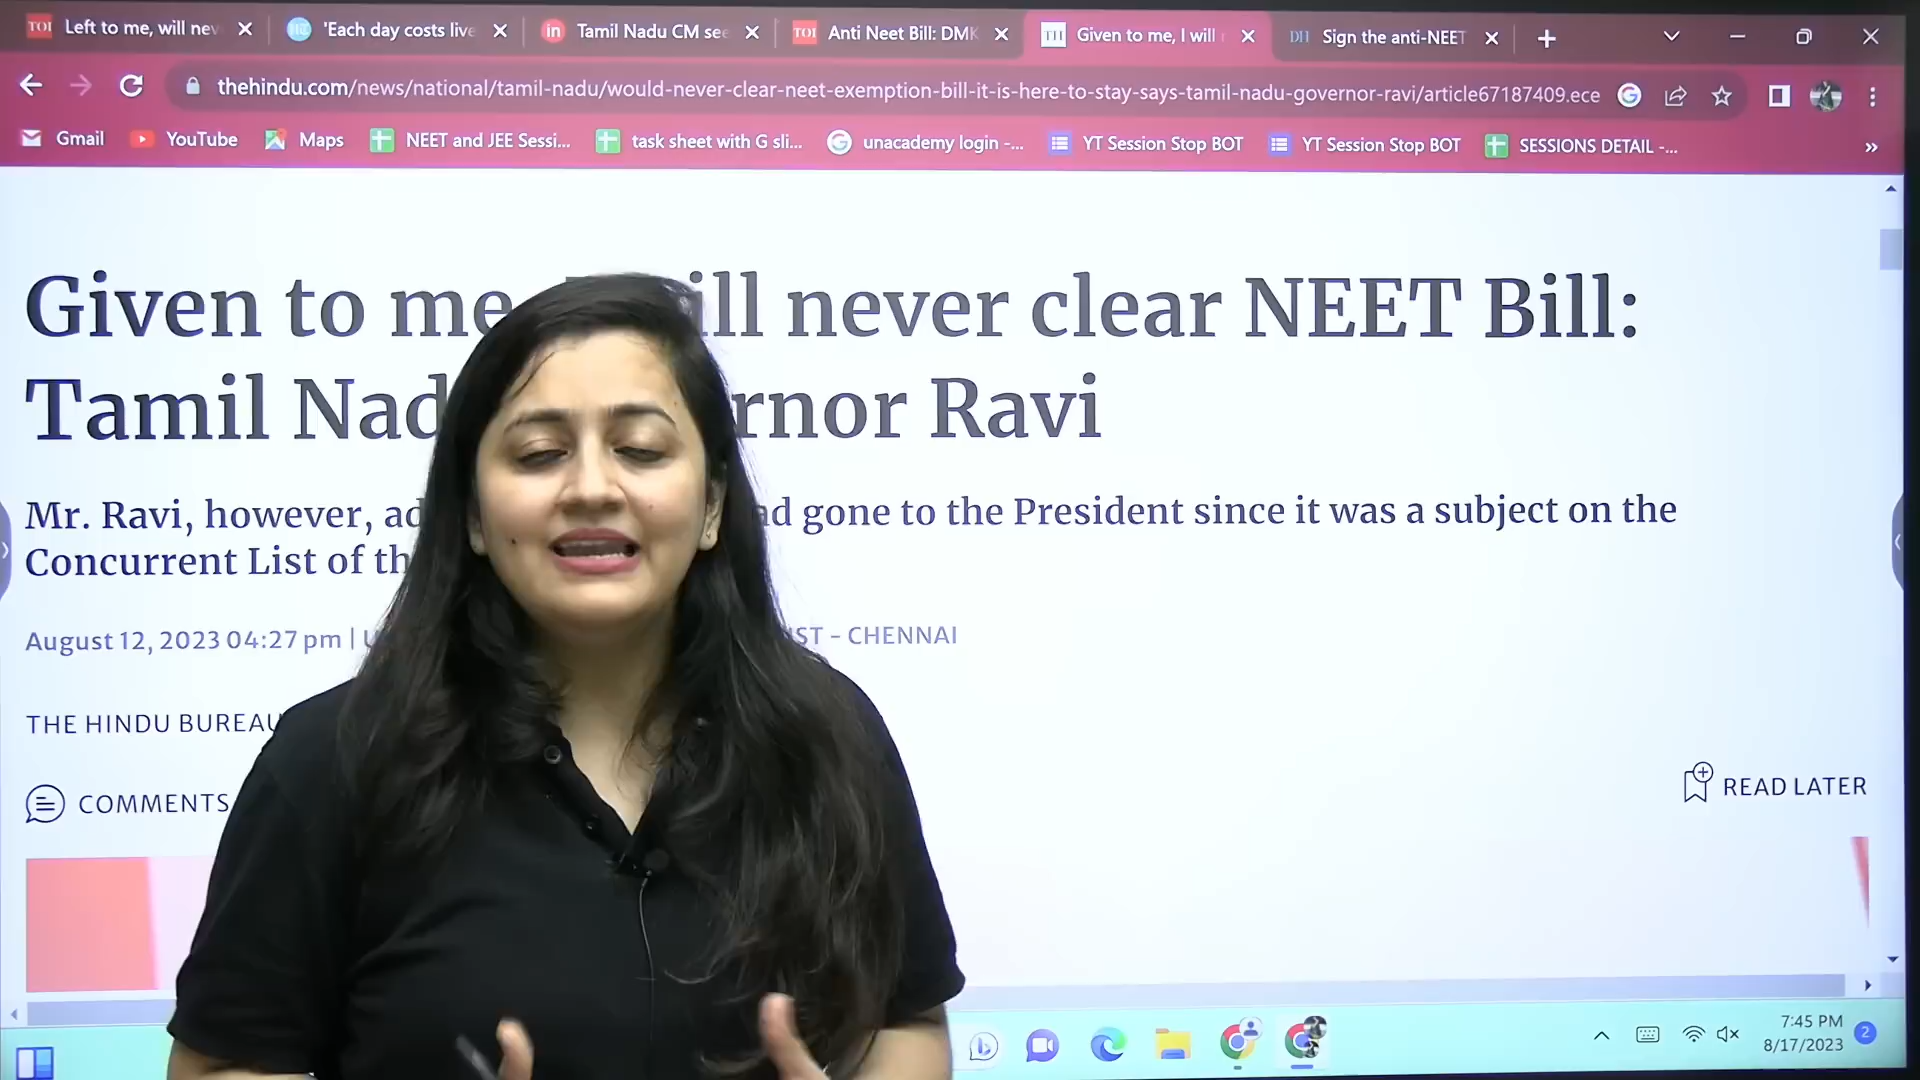 Left to me, will nev
'Each day costs live
Tamil Nadu CM see
Anti Neet Bill: DMK
Given to me, I will
Sign the anti-NEET
thehindu.com/news/national/tamil-nadu/would-never-clear-neet-exemption-bill-it-is-here-to-stay-says-tamil-nadu-governor-ravi/article67187409.ece
Gmail
YouTube
Maps
NEET and JEE Sessi...
task sheet with G sli...
unacademy login -...
YT Session Stop BOT
YT Session Stop BOT
SESSIONS DETAIL -...
Given to me, will never clear NEET Bill:
Tamil Nad rnor Ravi
Mr. Ravi, however, ad ad gone to the President since it was a subject on the
Concurrent List of th
August 12, 2023 04:27 pm | U IST - CHENNAI
THE HINDU BUREAU
COMMENTS
READ LATER
7:45 PM
8/17/2023
2